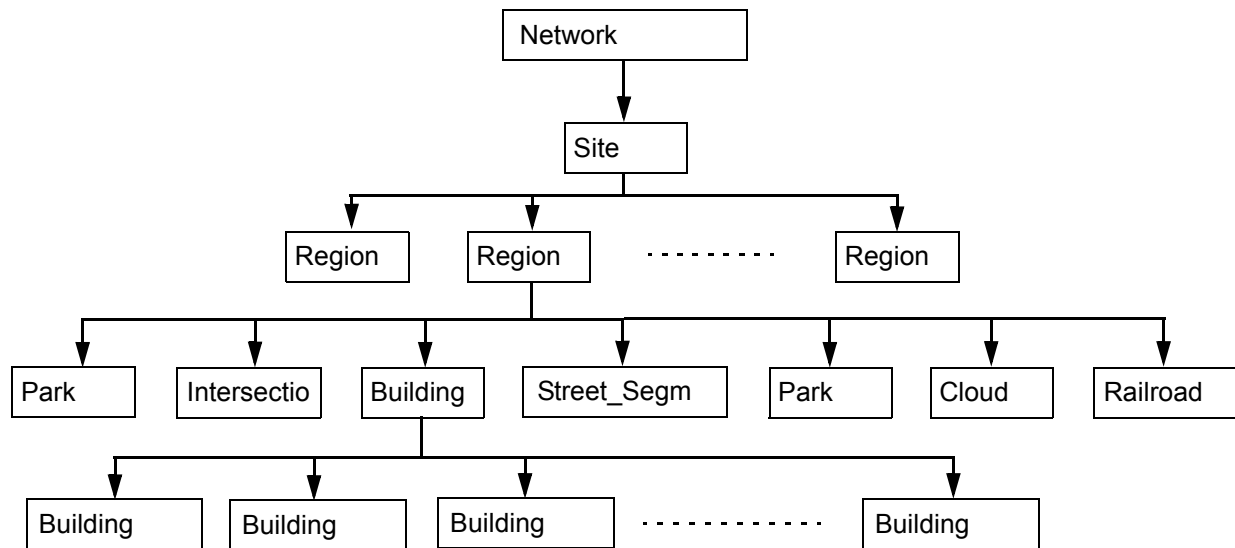 Network
Site
Region
Region
Region
Park
Intersectio
Building
Street_Segm
Park
Cloud
Railroad
Building
Building
Building
Building